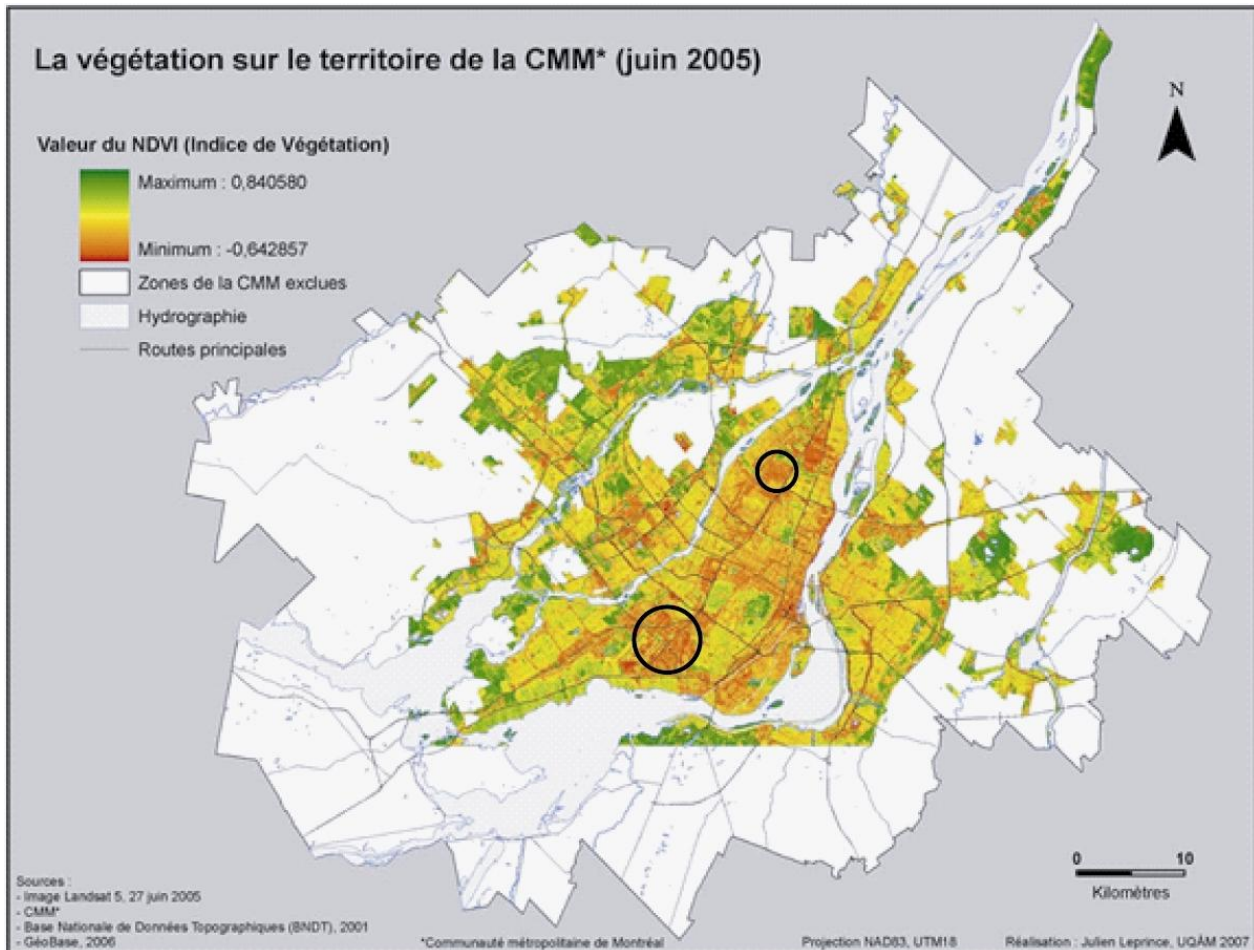 La végétation sur le territoire de la CMM* (juin 2005)
N
Valeur du NDVI (Indice de Végétation)
Maximum : 0,840580
Minimum : -0,642857
Zones de la CMM exclues
Hydrographie
Routes principales
0 10
Kilomètres
Sources :
- Image Landsat 5, 27 juin 2005
- CMM*
- Base Nationale de Données Topographiques (BNDT), 2001
- GéoBase, 2006
*Communauté métropolitaine de Montréal
Projection NAD83, UTM18
Réalisation : Julien Leprince, UQÀM 2007